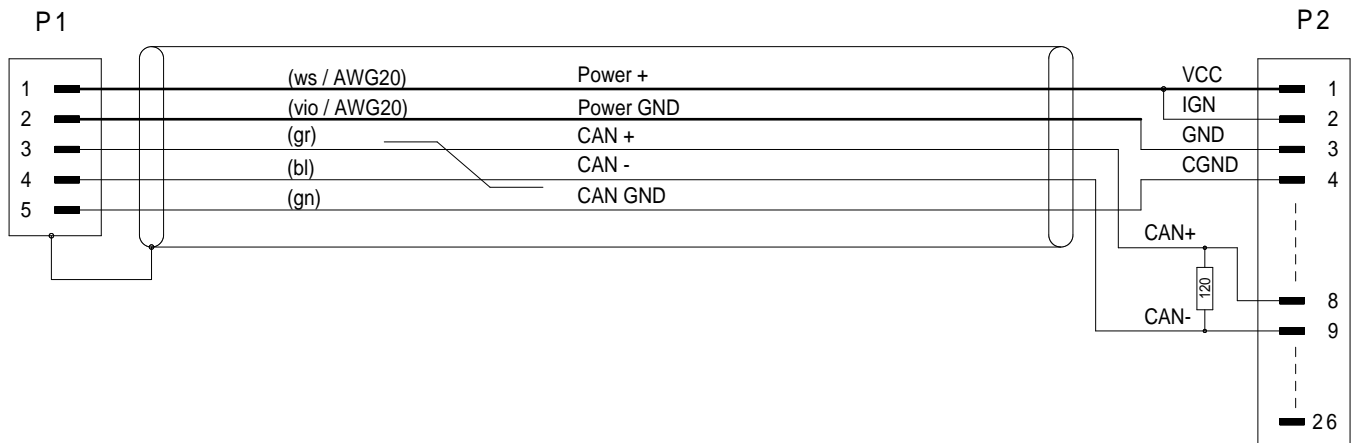 P1
P2
1 (ws / AWG20) Power + VCC 1
2 (vio / AWG20) Power GND IGN 2
3 (gr) CAN + GND 3
4 (bl) CAN - CGND 4
5 (gn) CAN GND
CAN+
120
8
CAN- 9
26